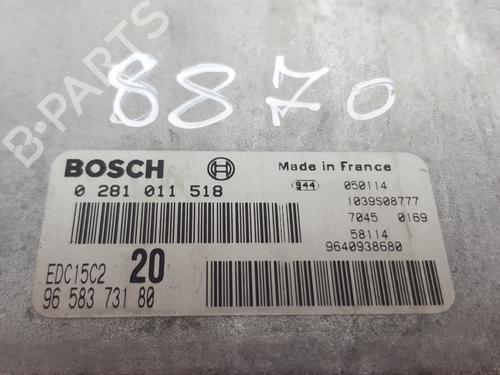 B-PARTS
8870
BOSCH
Made in France
0 281 011 518
944 050114
1039S08777
7045 0169
58114
9640938680
EDC15C2 20
96 583 731 80